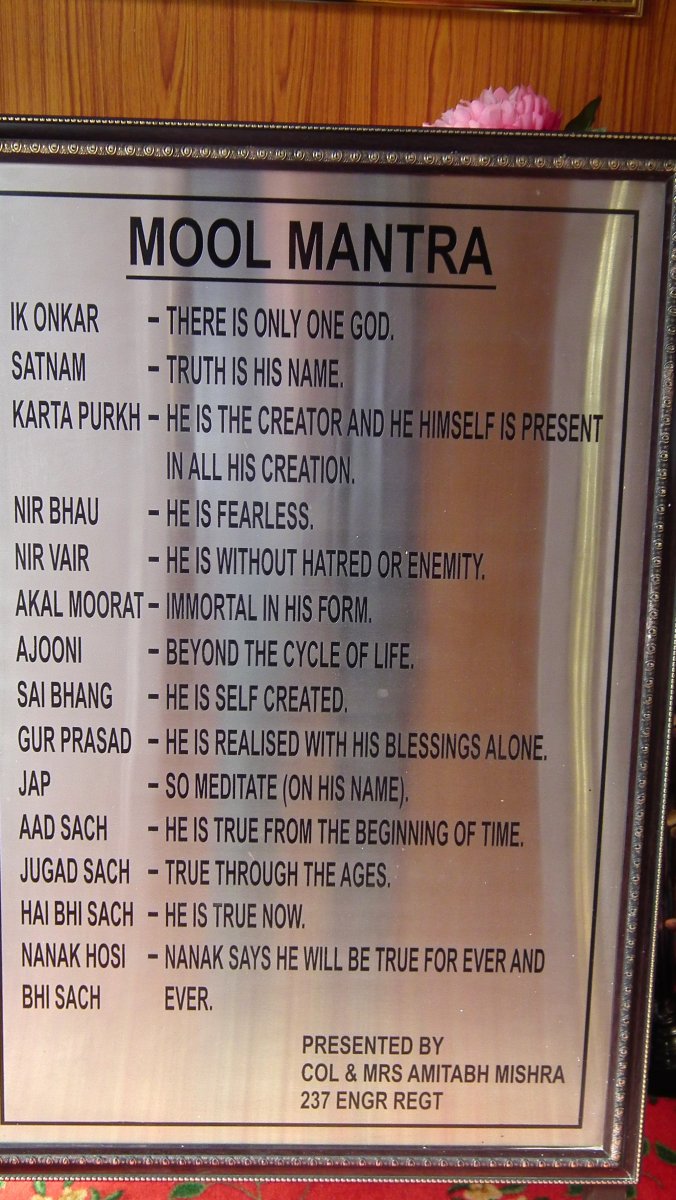 MOOL MANTRA
IK ONKAR - THERE IS ONLY ONE GOD.
SATNAM - TRUTH IS HIS NAME.
KARTA PURKH - HE IS THE CREATOR AND HE HIMSELF IS PRESENT
IN ALL HIS CREATION.
NIR BHAU - HE IS FEARLESS.
NIR VAIR - HE IS WITHOUT HATRED OR ENEMITY.
AKAL MOORAT - IMMORTAL IN HIS FORM.
AJOONI - BEYOND THE CYCLE OF LIFE.
SAI BHANG - HE IS SELF CREATED.
GUR PRASAD - HE IS REALISED WITH HIS BLESSINGS ALONE.
JAP - SO MEDITATE (ON HIS NAME).
AAD SACH - HE IS TRUE FROM THE BEGINNING OF TIME.
JUGAD SACH - TRUE THROUGH THE AGES.
HAI BHI SACH - HE IS TRUE NOW.
NANAK HOSI - NANAK SAYS HE WILL BE TRUE FOR EVER AND
BHI SACH EVER.
PRESENTED BY
COL & MRS AMITABH MISHRA
237 ENGR REGT